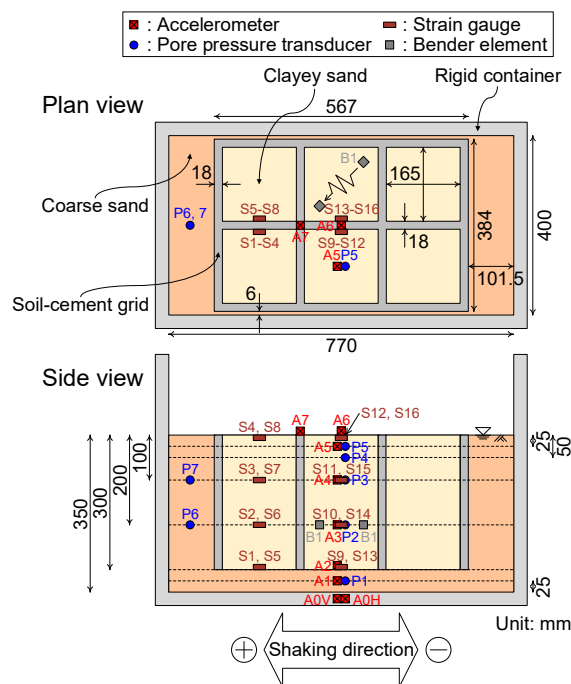 : Accelerometer : Strain gauge
: Pore pressure transducer : Bender element
Clayey sand Rigid container
Plan view
567
B1
18 165
Coarse sand
P6, 7 S5-S8 S13-S16
A6
A7
S1-S4 S9-S12
18 384 400
A5 P5
101.5
Soil-cement grid
6
770
Side view
S12, S16
A7 A6
S4, S8
A5 P5
P4
25 50
P7 S3, S7 S11, S15
A4 P3
100
200
300
350
P6 S2, S6 S10, S14
B1 A3 P2 B1
S1, S5 A2 S9, S13
A1 P1
25
A0V A0H
Unit: mm
+ Shaking direction −